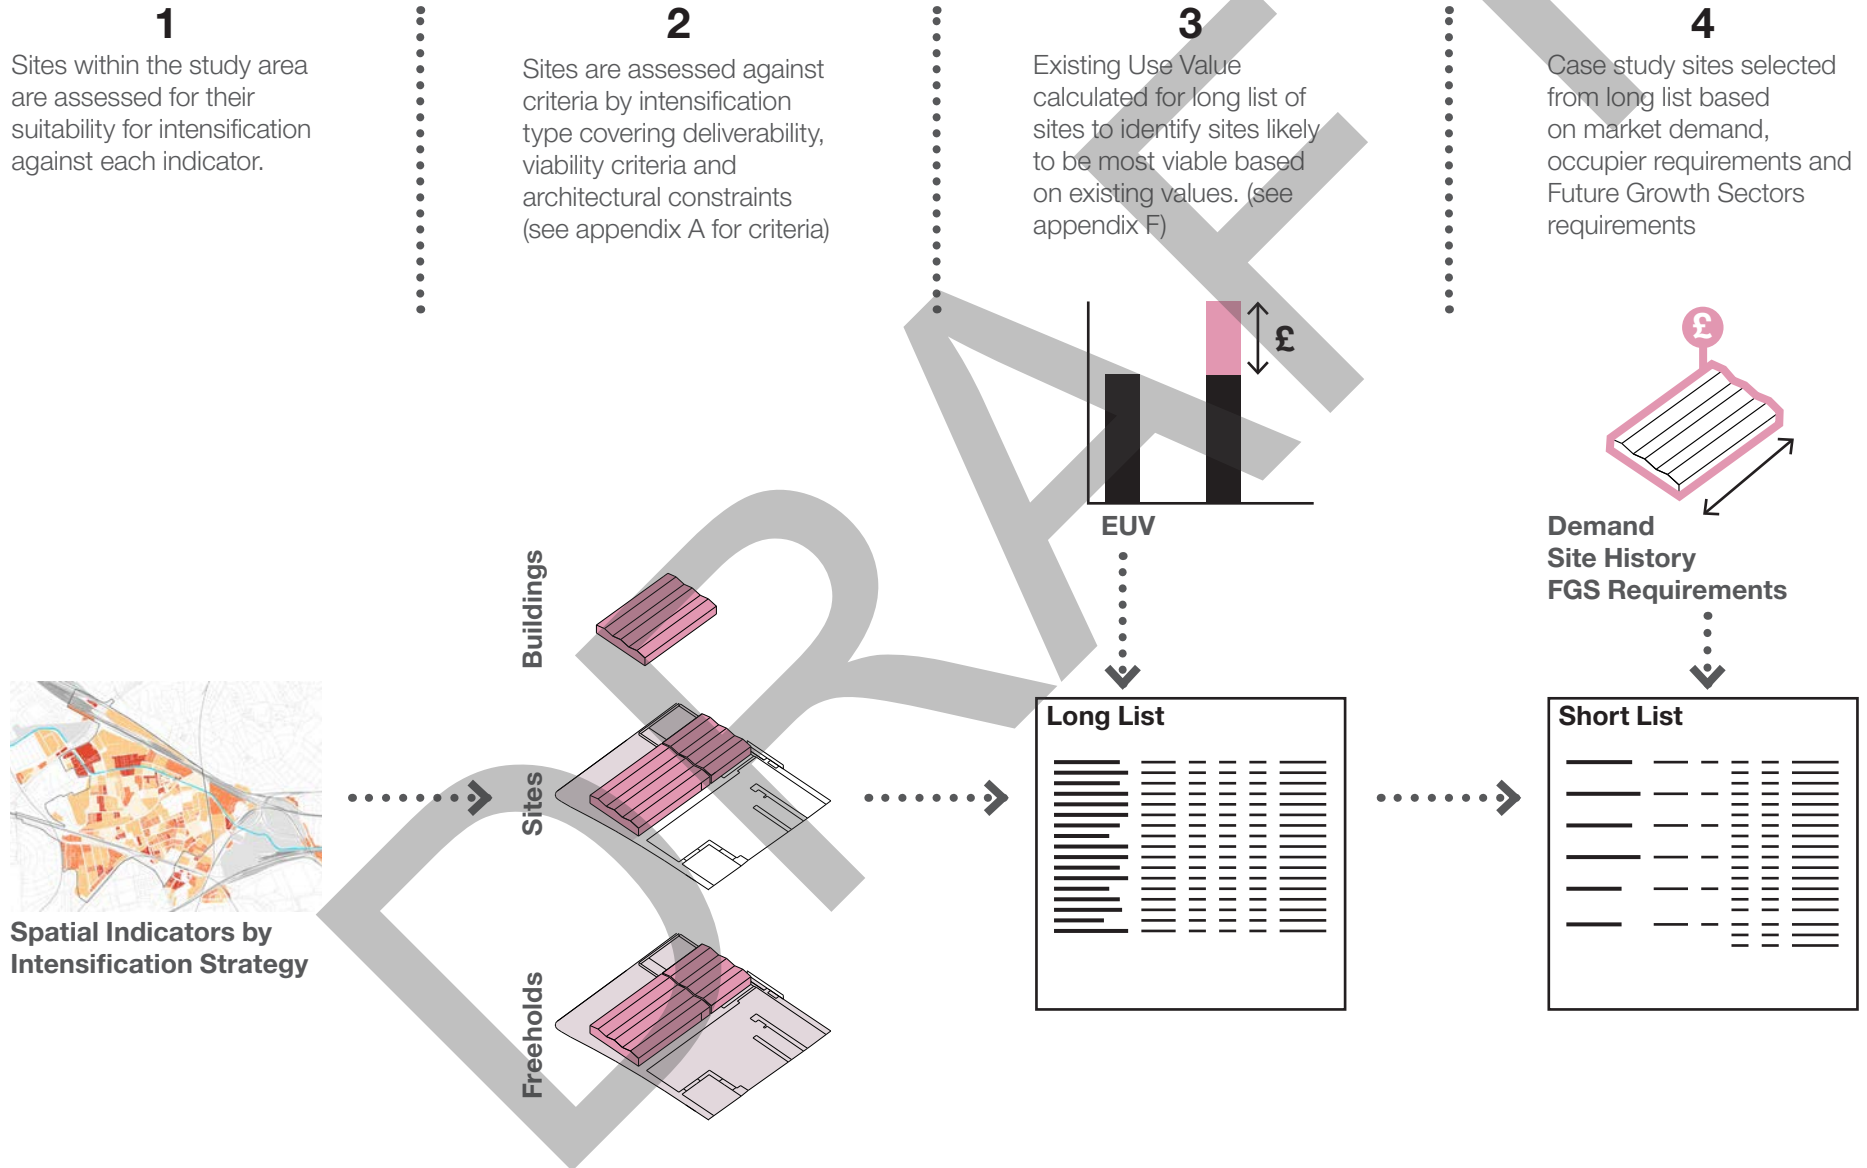 1
Sites within the study area
are assessed for their
suitability for intensification
against each indicator.
2
Sites are assessed against
criteria by intensification
type covering deliverability,
viability criteria and
architectural constraints
(see appendix A for criteria)
3
Existing Use Value
calculated for long list of
sites to identify sites likely
to be most viable based
on existing values. (see
appendix F)
4
Case study sites selected
from long list based
on market demand,
occupier requirements and
Future Growth Sectors
requirements
£
EUV
£
Demand
Site History
FGS Requirements
Buildings
Sites
Freeholds
Spatial Indicators by
Intensification Strategy
Long List
Short List
DRAFT